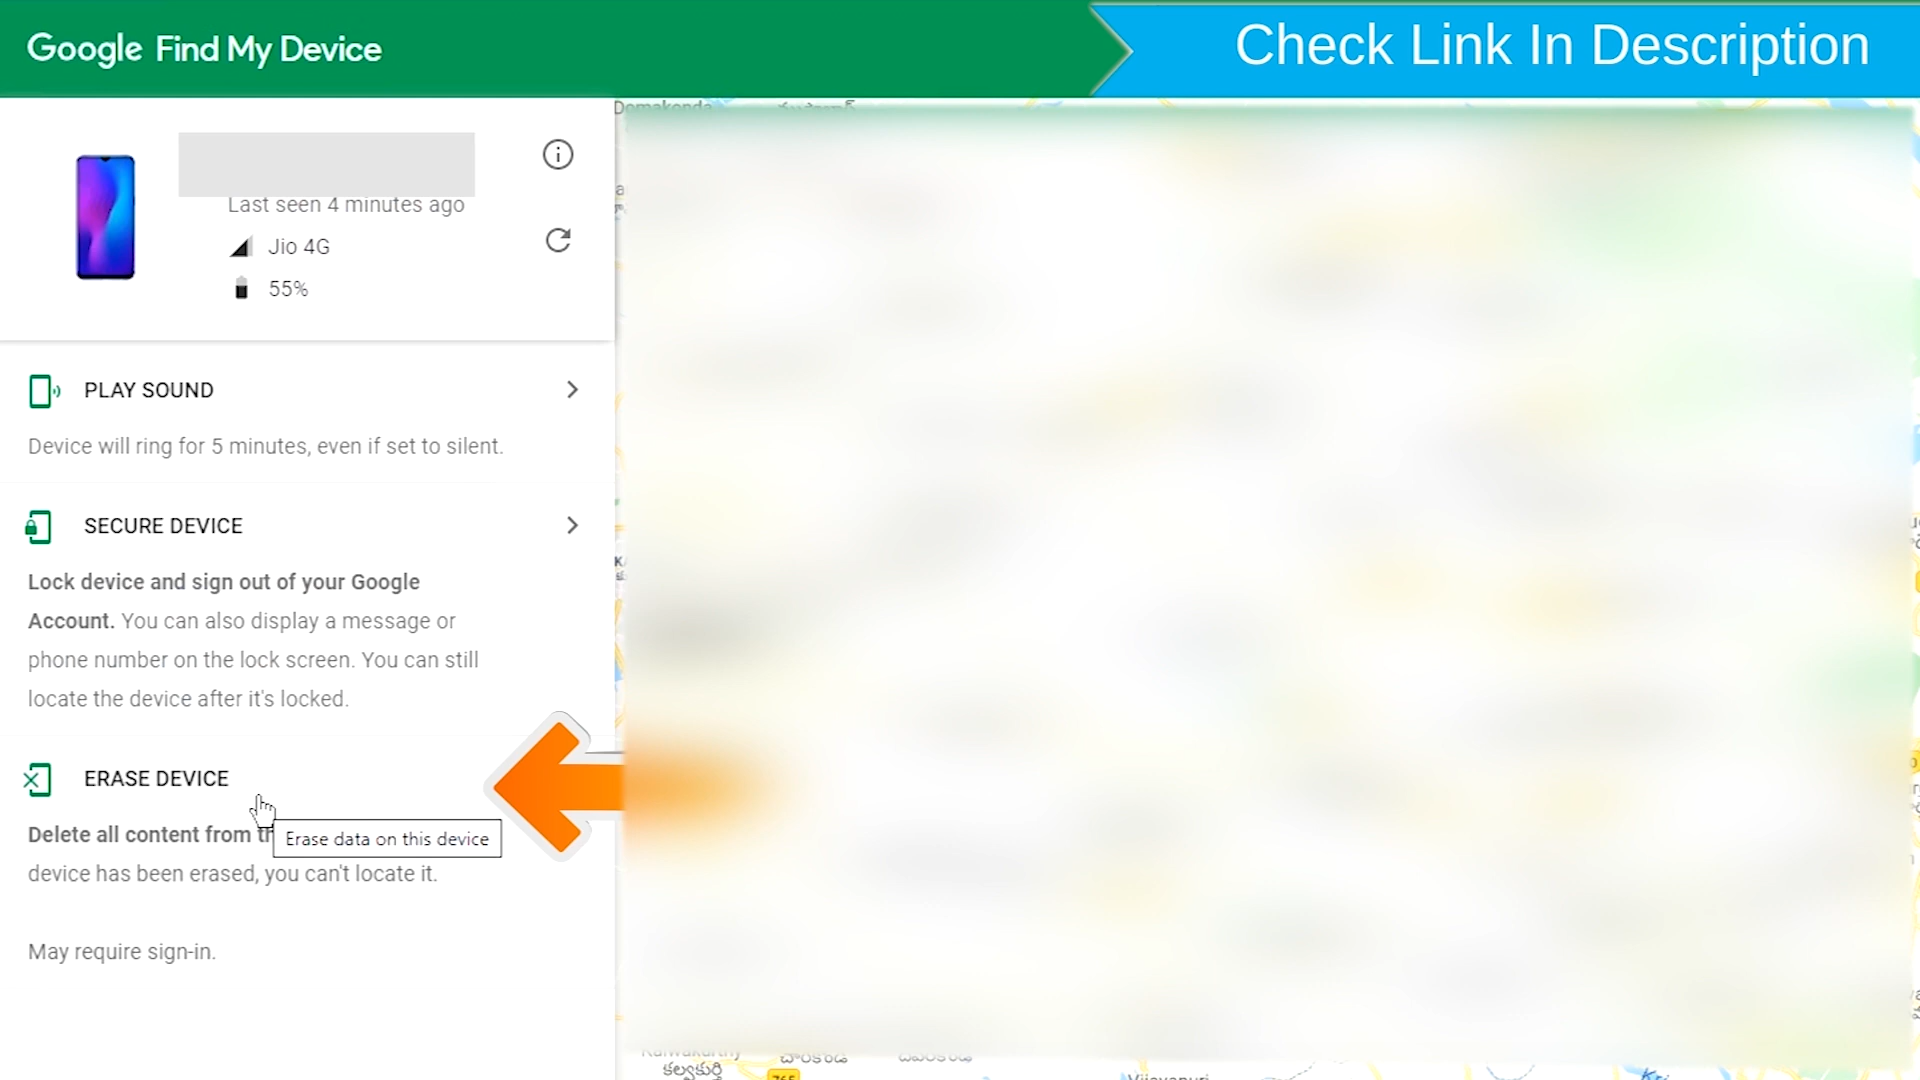 Google Find My Device
Check Link In Description
Last seen 4 minutes ago
Jio 4G
55%
PLAY SOUND
Device will ring for 5 minutes, even if set to silent.
SECURE DEVICE
Lock device and sign out of your Google
Account. You can also display a message or
phone number on the lock screen. You can still
locate the device after it's locked.
ERASE DEVICE
Delete all content from
Erase data on this device
device has been erased, you can't locate it.
May require sign-in.
Domakonda
కల్వకుర్తి
765